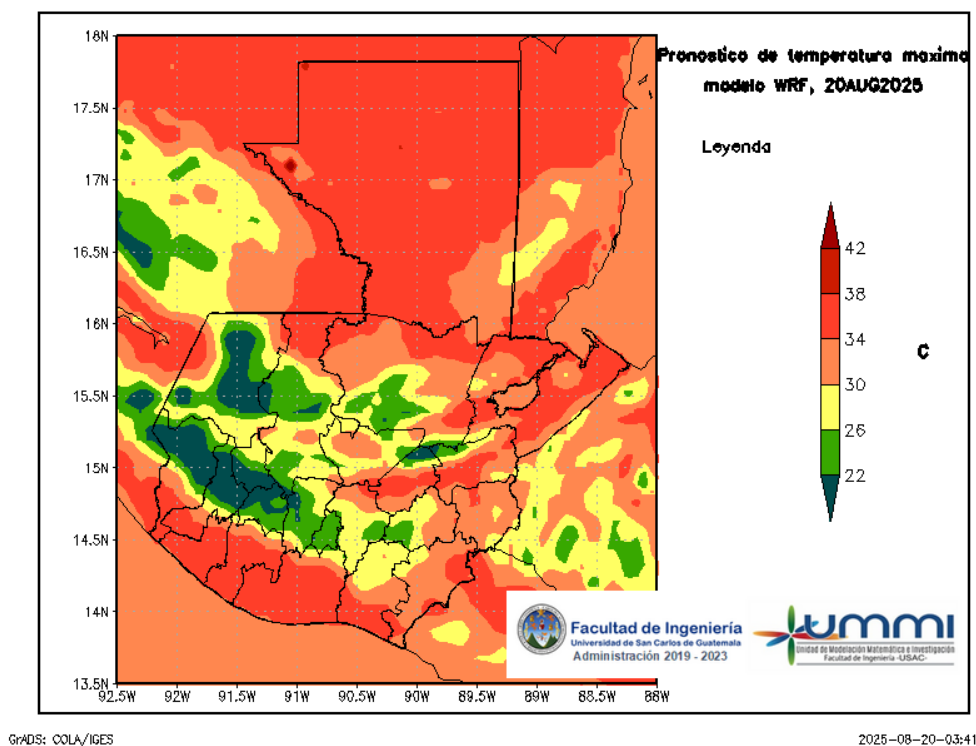 Pronostico de temperatura maxima
modelo WRF, 20AUG2025
Leyenda
18N
17.5N
17N
16.5N
16N
15.5N
15N
14.5N
14N
13.5N
92.5W
92W
91.5W
91W
90.5W
90W
89.5W
89W
88.5W
88W
42
38
34
30
26
22
C
Facultad de Ingeniería
Universidad de San Carlos de Guatemala
Administración 2019 - 2023
ummi
Unidad de Modelación Matemática e Investigación
Facultad de Ingeniería -USAC-
GrADS: COLA/IGES
2025-08-20-03:41